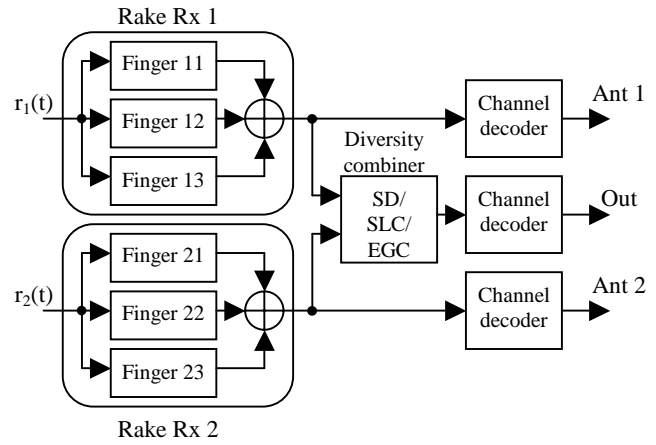 Rake Rx 1
r1(t)
Finger 11
Finger 12
Finger 13
Channel
decoder
Ant 1
Diversity
combiner
SD/
SLC/
EGC
Channel
decoder
Out
r2(t)
Finger 21
Finger 22
Finger 23
Channel
decoder
Ant 2
Rake Rx 2